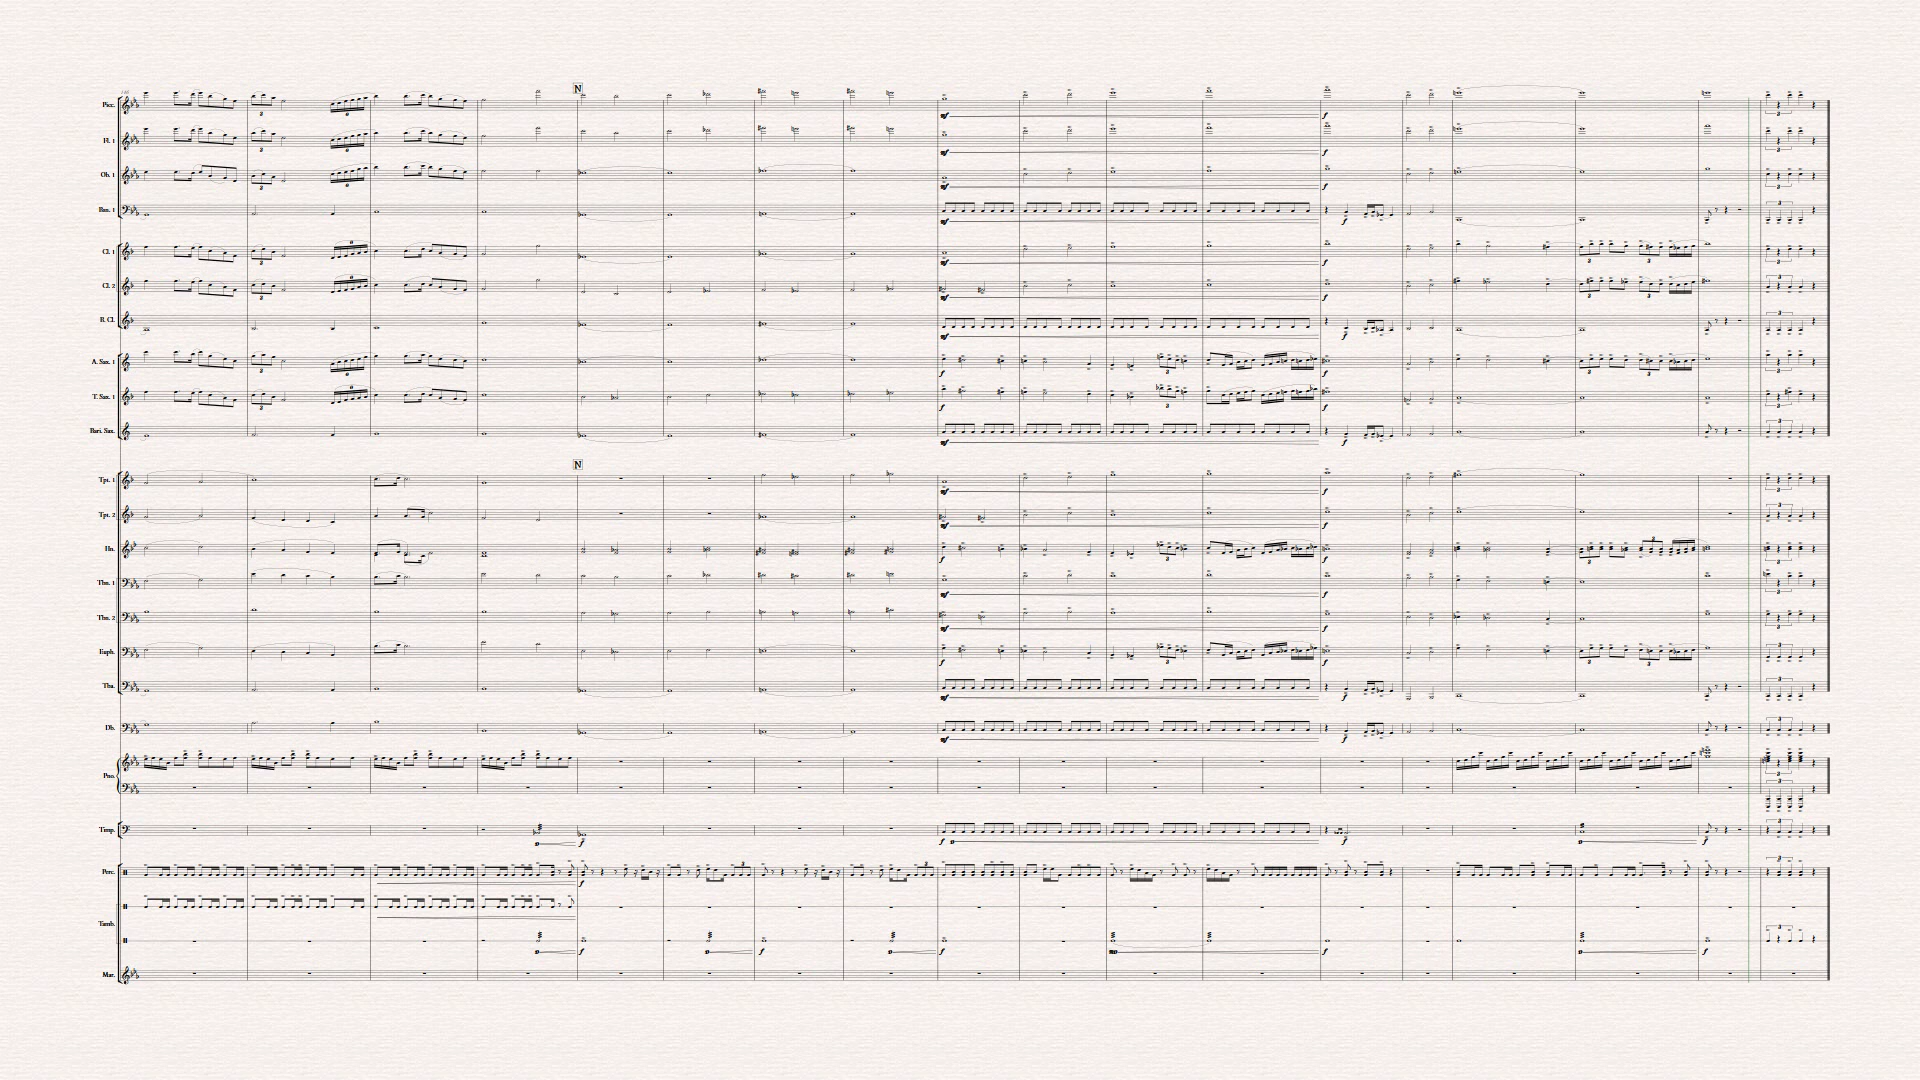 N
Picc.
Fl. 1
Ob. 1
Bsn. 1
Cl. 1
Cl. 2
B. Cl.
A. Sax. 1
T. Sax. 1
Bari. Sax.
N
Tpt. 1
Tpt. 2
Hn.
Tbn. 1
Tbn. 2
Euph.
Tba.
Db.
Pno.
Timp.
Perc.
Tamb.
Mar.